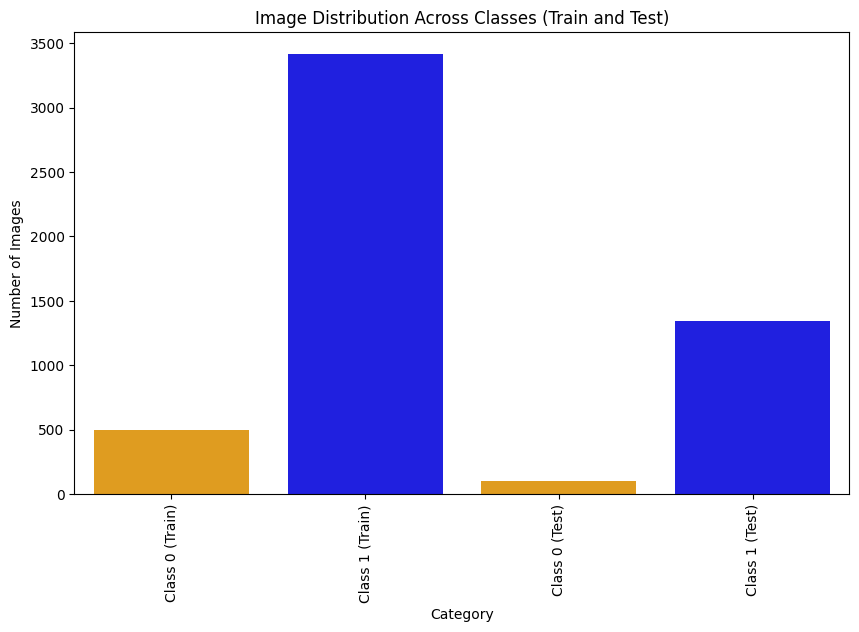 Image Distribution Across Classes (Train and Test)
Number of Images
3500
3000
2500
2000
1500
1000
500
0
Class 0 (Train)
Class 1 (Train)
Class 0 (Test)
Class 1 (Test)
Category